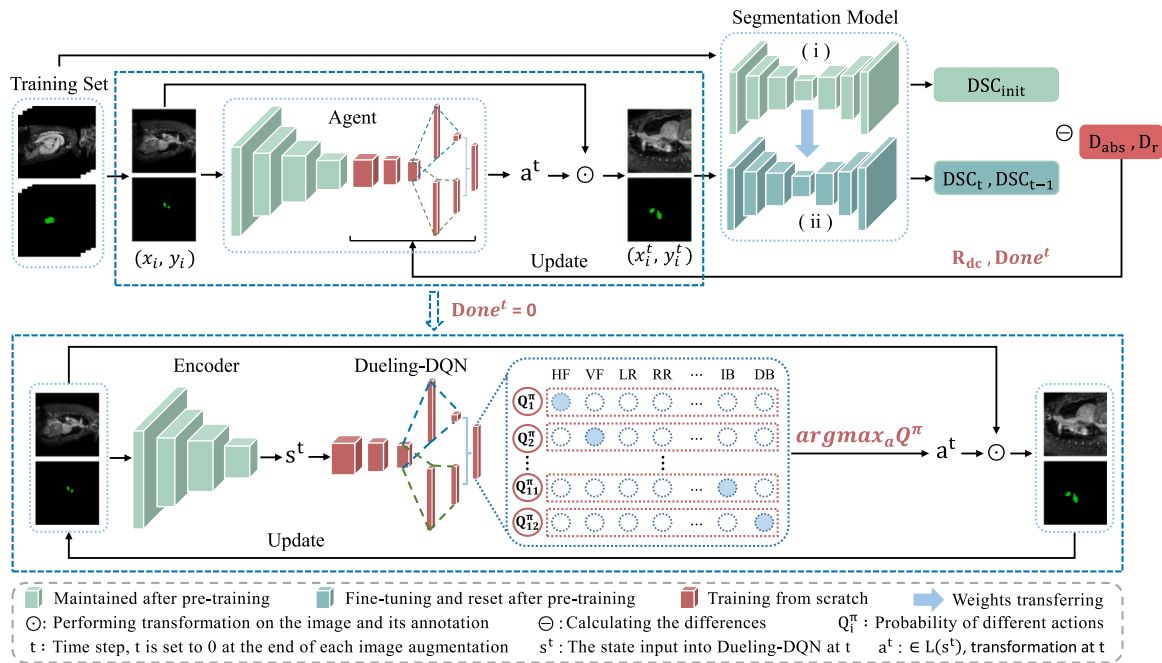 Segmentation Model
( i )
Training Set
Agent
DSC_init
⊖
D_abs , D_r
a^t
⊙
DSC_t , DSC_{t−1}
( ii )
(x_i, y_i)
(x_i^t, y_i^t)
Update
R_dc , Done^t
Done^t = 0
Encoder
Dueling-DQN
HF VF LR RR ··· IB DB
Q_1^π ···
Q_2^π ···
⋮ ⋮
Q_11^π ···
Q_12^π ···
s^t
argmax_a Q^π
a^t
⊙
Update
Maintained after pre-training
Fine-tuning and reset after pre-training
Training from scratch
Weights transferring
⊙: Performing transformation on the image and its annotation
⊖: Calculating the differences
Q_i^π : Probability of different actions
t : Time step, t is set to 0 at the end of each image augmentation
s^t : The state input into Dueling-DQN at t
a^t : ∈ L(s^t), transformation at t